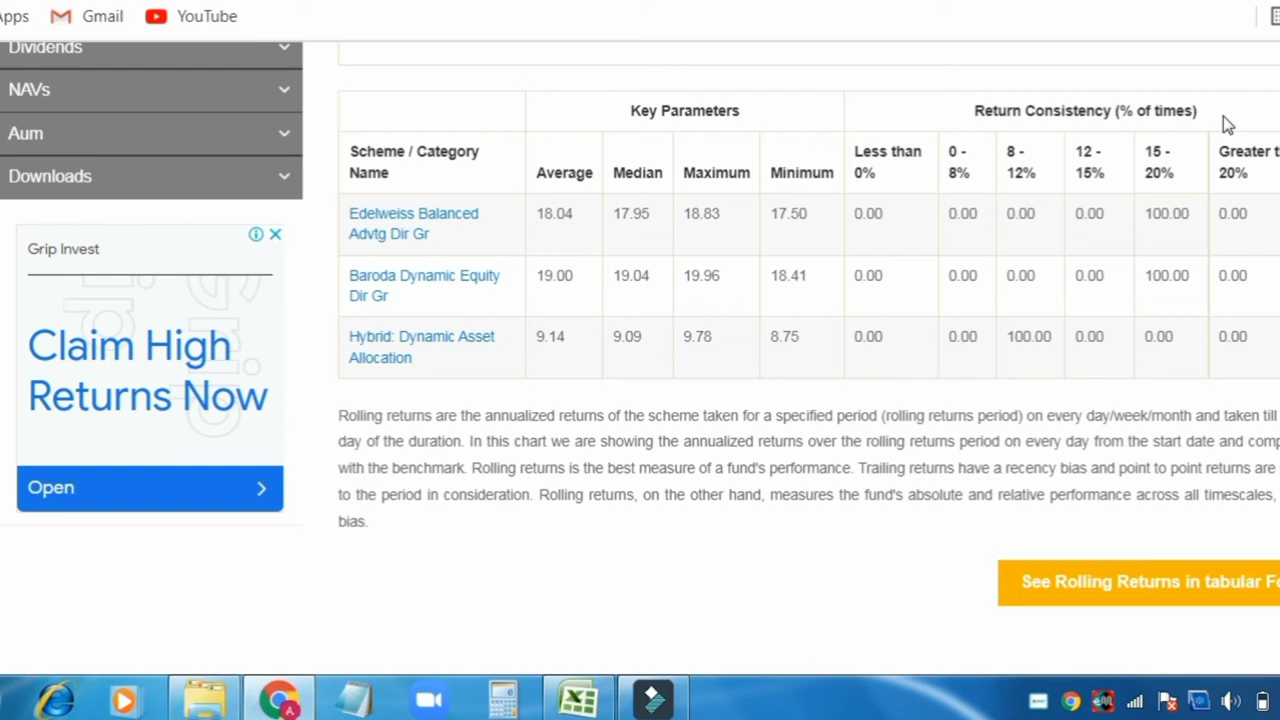 Apps Gmail YouTube
Dividends
NAVs
Aum
Downloads
Grip Invest
Claim High
Returns Now
Open
Key Parameters Return Consistency (% of times)
Scheme / Category Name Average Median Maximum Minimum Less than 0% 0 - 8% 8 - 12% 12 - 15% 15 - 20% Greater 20%
Edelweiss Balanced Advtg Dir Gr 18.04 17.95 18.83 17.50 0.00 0.00 0.00 0.00 100.00 0.00
Baroda Dynamic Equity Dir Gr 19.00 19.04 19.96 18.41 0.00 0.00 0.00 0.00 100.00 0.00
Hybrid: Dynamic Asset Allocation 9.14 9.09 9.78 8.75 0.00 0.00 100.00 0.00 0.00 0.00
Rolling returns are the annualized returns of the scheme taken for a specified period (rolling returns period) on every day/week/month and taken till
day of the duration. In this chart we are showing the annualized returns over the rolling returns period on every day from the start date and
with the benchmark. Rolling returns is the best measure of a fund's performance. Trailing returns have a recency bias and point to point returns are
to the period in consideration. Rolling returns, on the other hand, measures the fund's absolute and relative performance across all timescales,
bias.
See Rolling Returns in tabular